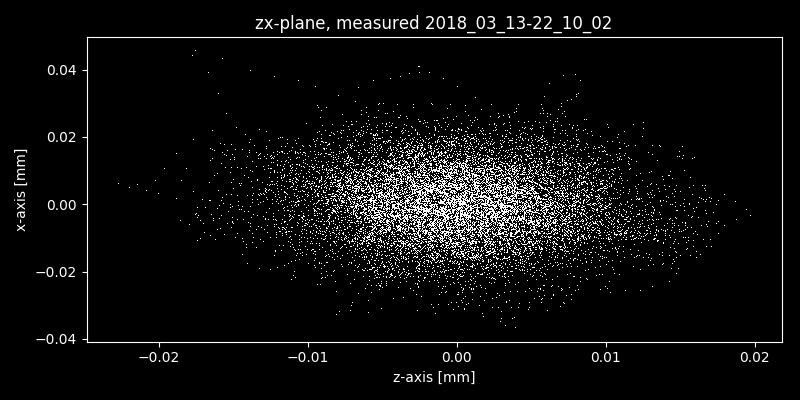 zx-plane, measured 2018_03_13-22_10_02
0.04
0.02
0.00
−0.02
−0.04
x-axis [mm]
−0.02 −0.01 0.00 0.01 0.02
z-axis [mm]